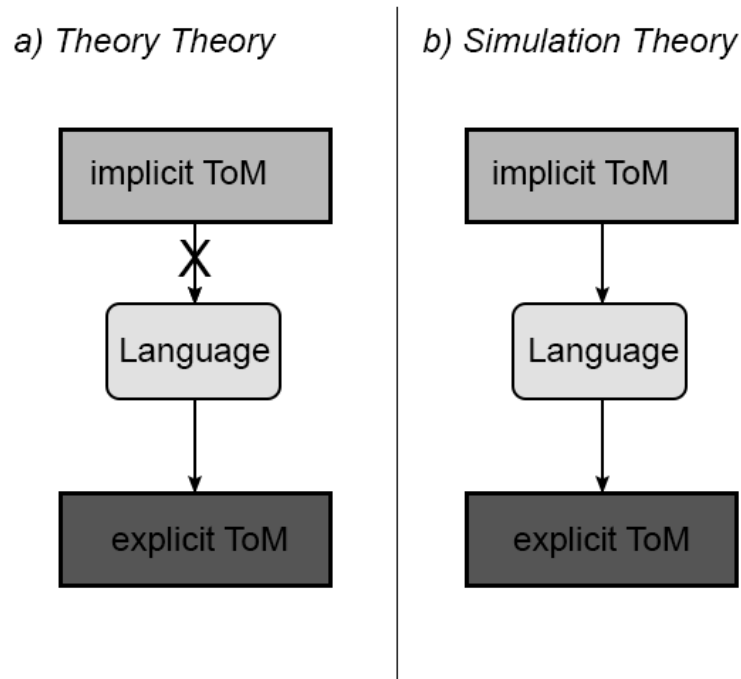 a) Theory Theory
implicit ToM
X
Language
explicit ToM
b) Simulation Theory
implicit ToM
Language
explicit ToM